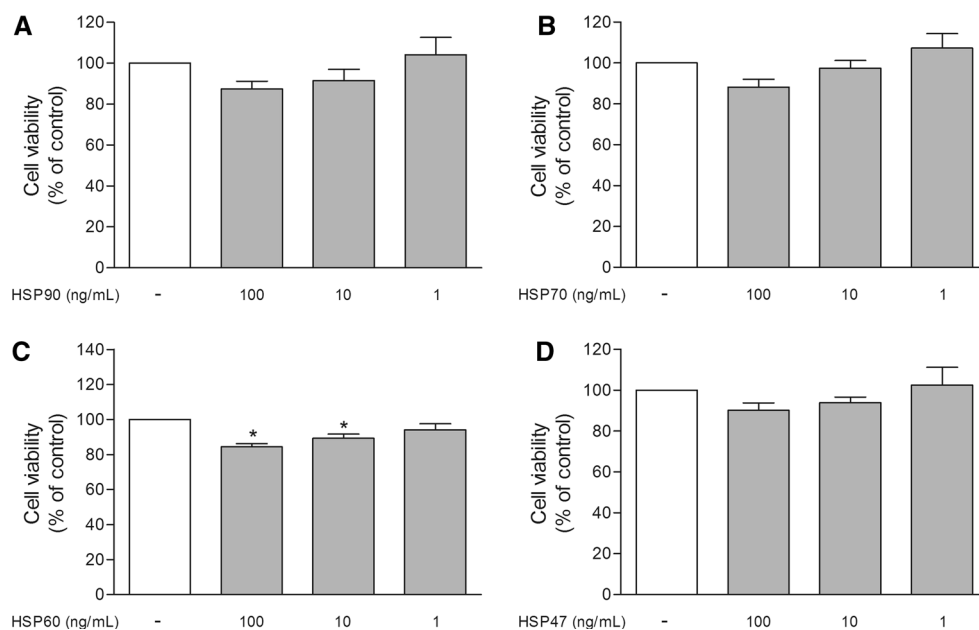 A
Cell viability
(% of control)
120
100
80
60
40
20
0
HSP90 (ng/mL) - 100 10 1
B
Cell viability
(% of control)
120
100
80
60
40
20
0
HSP70 (ng/mL) - 100 10 1
C
Cell viability
(% of control)
140
120
100
80
60
40
20
0
* *
HSP60 (ng/mL) - 100 10 1
D
Cell viability
(% of control)
120
100
80
60
40
20
0
HSP47 (ng/mL) - 100 10 1